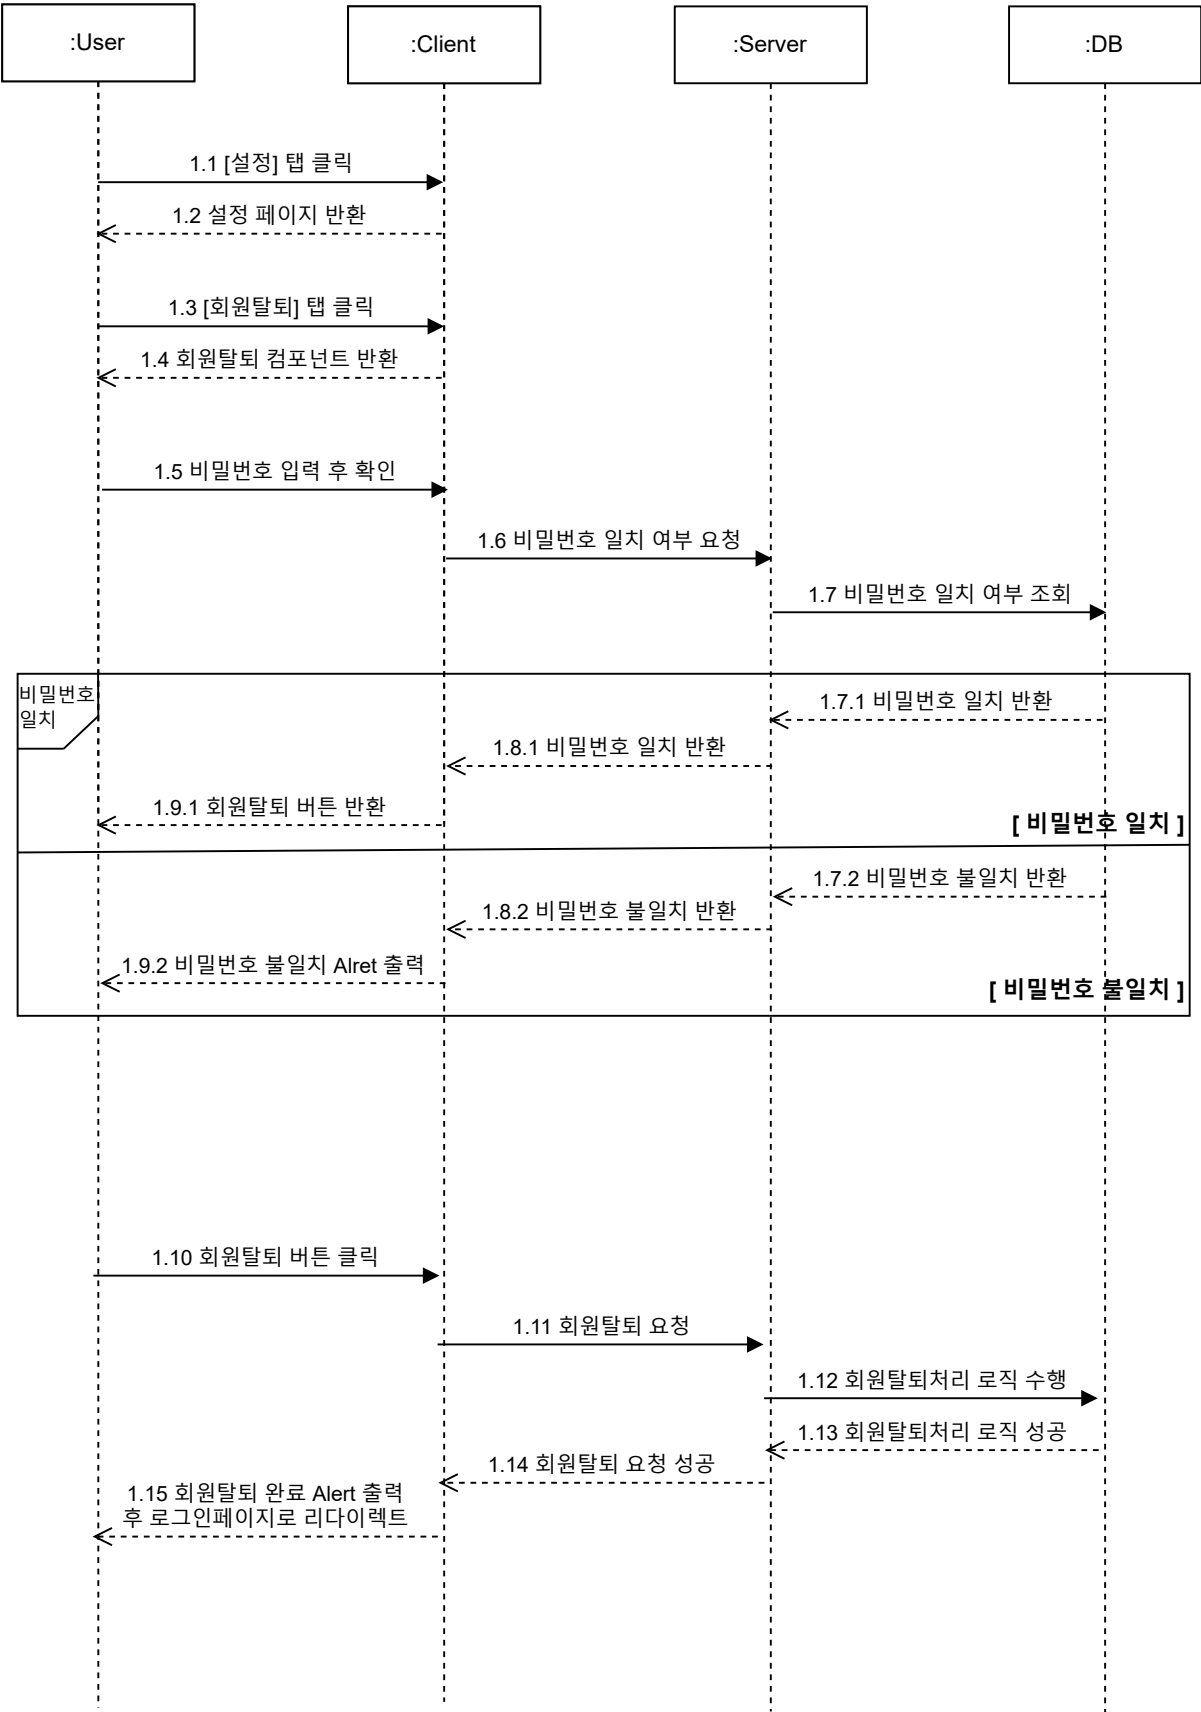 :User
:Client
:Server
:DB
1.1 [설정] 탭 클릭
1.2 설정 페이지 반환
1.3 [회원탈퇴] 탭 클릭
1.4 회원탈퇴 컴포넌트 반환
1.5 비밀번호 입력 후 확인
1.6 비밀번호 일치 여부 요청
1.7 비밀번호 일치 여부 조회
비밀번호
일치
1.7.1 비밀번호 일치 반환
1.8.1 비밀번호 일치 반환
1.9.1 회원탈퇴 버튼 반환
[ 비밀번호 일치 ]
1.7.2 비밀번호 불일치 반환
1.8.2 비밀번호 불일치 반환
1.9.2 비밀번호 불일치 Alret 출력
[ 비밀번호 불일치 ]
1.10 회원탈퇴 버튼 클릭
1.11 회원탈퇴 요청
1.12 회원탈퇴처리 로직 수행
1.13 회원탈퇴처리 로직 성공
1.14 회원탈퇴 요청 성공
1.15 회원탈퇴 완료 Alert 출력
후 로그인페이지로 리다이렉트